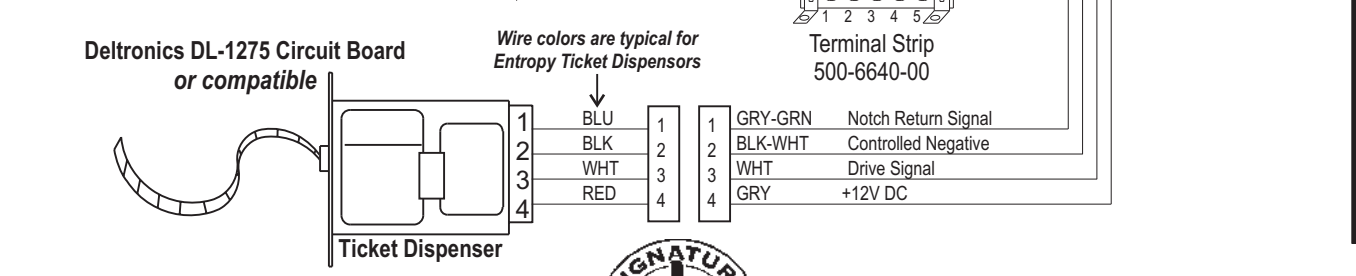 1 2 3 4 5
Terminal Strip
500-6640-00
Deltronics DL-1275 Circuit Board
or compatible
Wire colors are typical for
Entropy Ticket Dispensors
1 BLU 1 1 GRY-GRN Notch Return Signal
2 BLK 2 2 BLK-WHT Controlled Negative
3 WHT 3 3 WHT Drive Signal
4 RED 4 4 GRY +12V DC
Ticket Dispenser